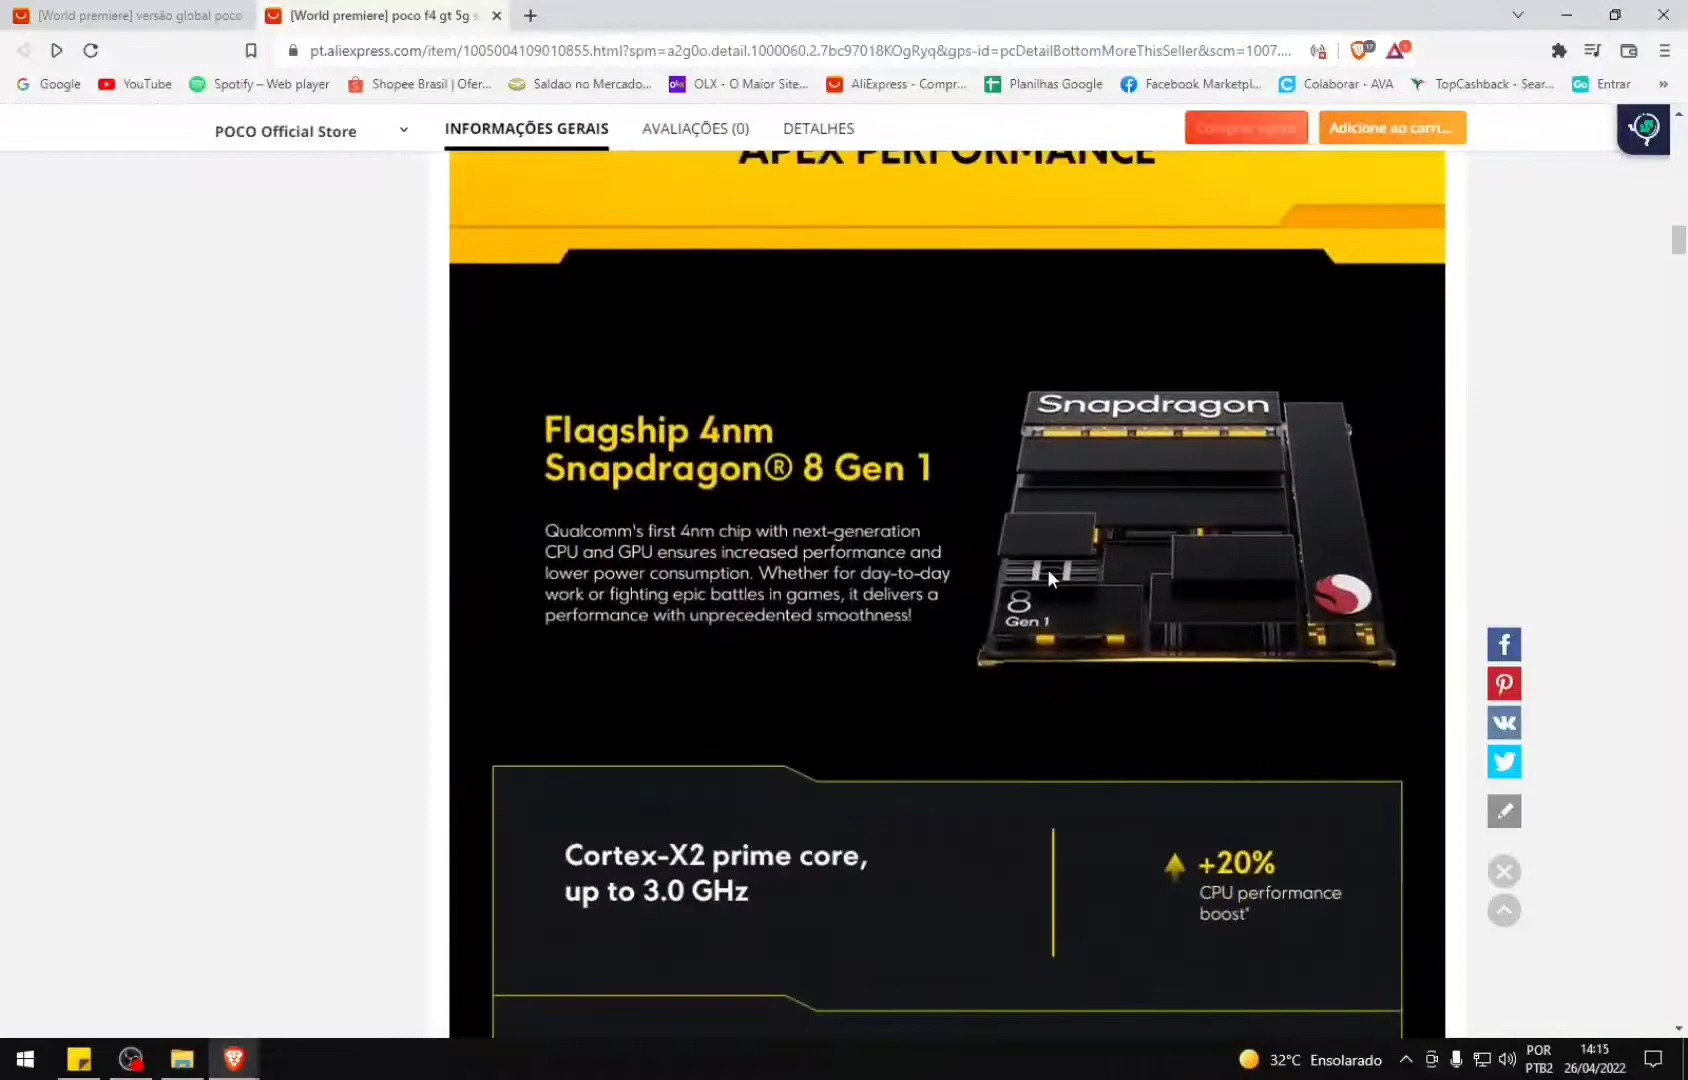 [World premiere] versão global poco
[World premiere] poco f4 gt 5g s
pt.aliexpress.com/item/1005004109010855.html?spm=a2g0o.detail.1000060.2.7bc97018KOgRyq&gps-id=pcDetailBottomMoreThisSeller&scm=1007....
Google
YouTube
Spotify – Web player
Shopee Brasil | Ofer...
Saldao no Mercado...
OLX - O Maior Site...
AliExpress - Compr...
Planilhas Google
Facebook Marketpl...
Colaborar - AVA
TopCashback - Sear...
Entrar
POCO Official Store
INFORMAÇÕES GERAIS
AVALIAÇÕES (0)
DETALHES
Comprar agora
Adicione ao carri...
APEX PERFORMANCE
Flagship 4nm
Snapdragon® 8 Gen 1
Qualcomm's first 4nm chip with next-generation
CPU and GPU ensures increased performance and
lower power consumption. Whether for day-to-day
work or fighting epic battles in games, it delivers a
performance with unprecedented smoothness!
Snapdragon
8
Gen 1
Cortex-X2 prime core,
up to 3.0 GHz
+20%
CPU performance
boost*
32°C Ensolarado
POR
PTB2
14:15
26/04/2022